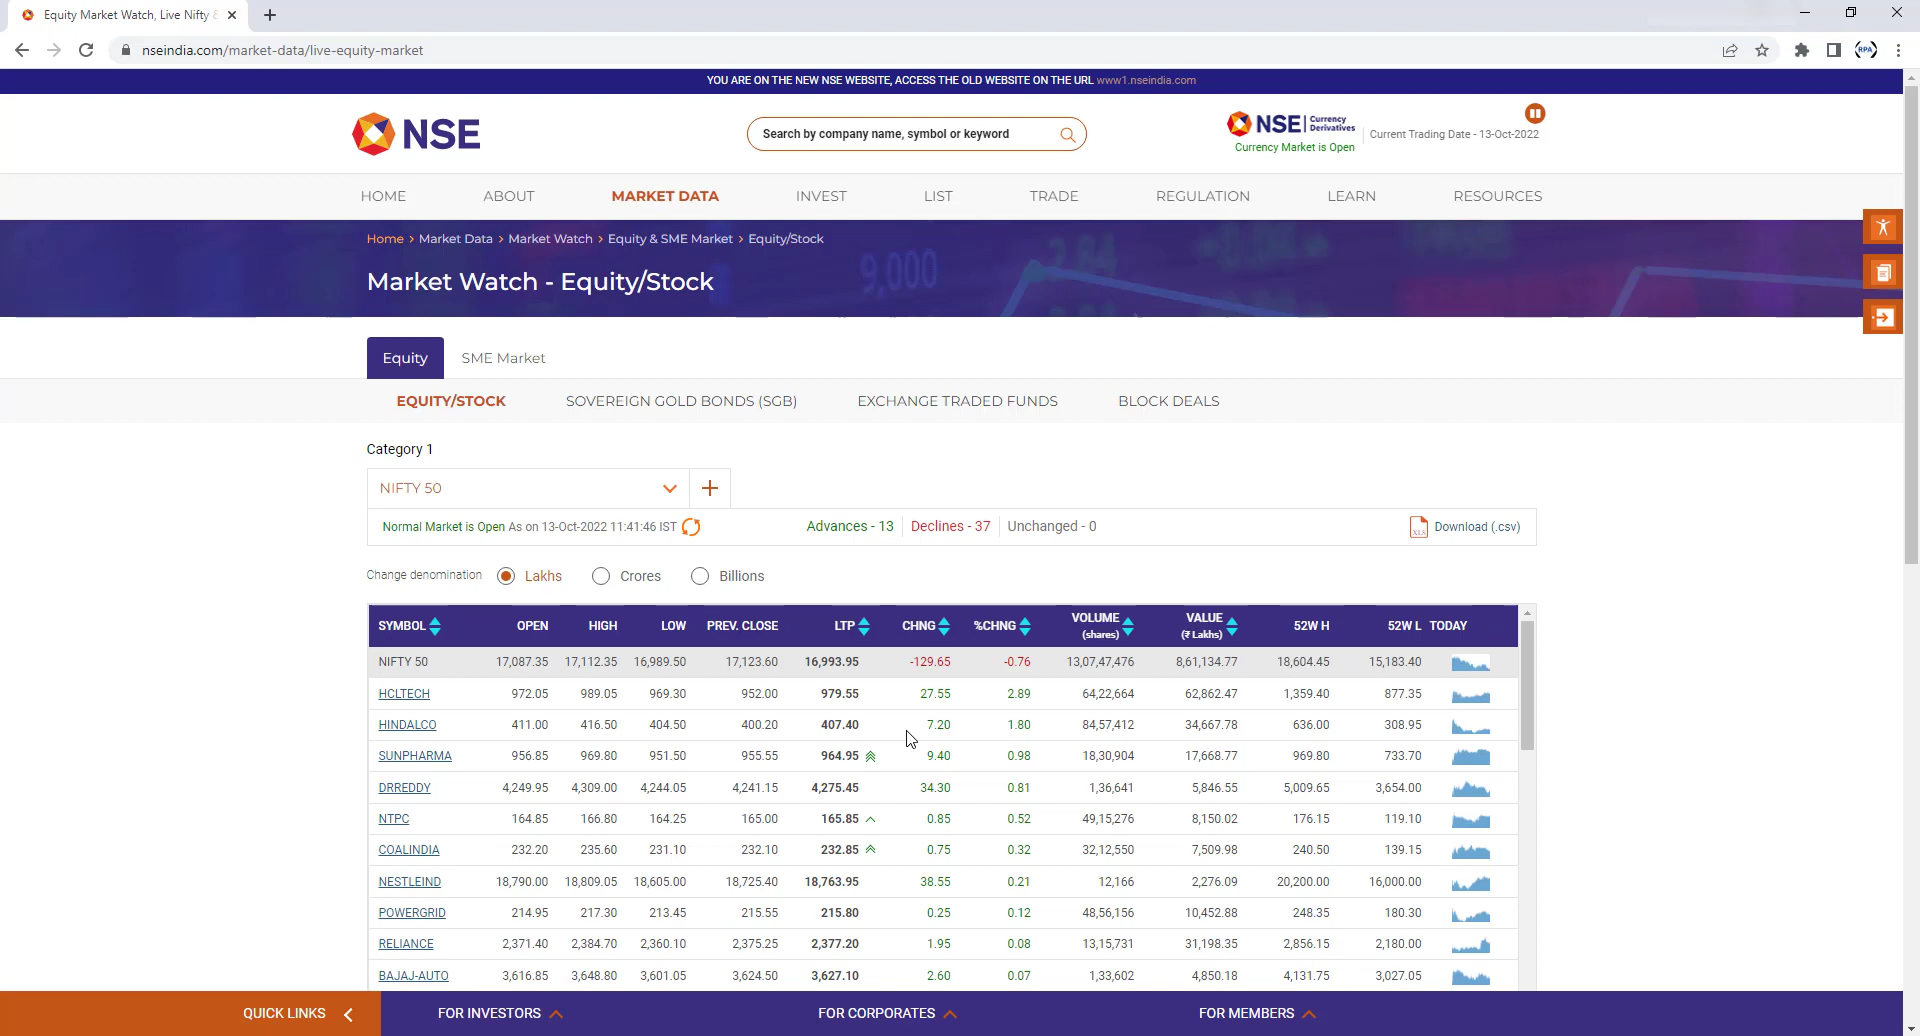 Equity Market Watch, Live Nifty
nseindia.com/market-data/live-equity-market
RPA
YOU ARE ON THE NEW NSE WEBSITE, ACCESS THE OLD WEBSITE ON THE URL www1.nseindia.com
NSE
Search by company name, symbol or keyword
NSE Currency Derivatives
Currency Market is Open
Current Trading Date - 13-Oct-2022
HOME ABOUT MARKET DATA INVEST LIST TRADE REGULATION LEARN RESOURCES
Home > Market Data > Market Watch > Equity & SME Market > Equity/Stock
9,000
2.84
Market Watch - Equity/Stock
Equity SME Market
EQUITY/STOCK SOVEREIGN GOLD BONDS (SGB) EXCHANGE TRADED FUNDS BLOCK DEALS
Category 1
NIFTY 50
Normal Market is Open As on 13-Oct-2022 11:41:46 IST Advances - 13 Declines - 37 Unchanged - 0 XLS Download (.csv)
Change denomination Lakhs Crores Billions
SYMBOL OPEN HIGH LOW PREV. CLOSE LTP CHNG %CHNG VOLUME (shares) VALUE (₹ Lakhs) 52W H 52W L TODAY
NIFTY 50 17,087.35 17,112.35 16,989.50 17,123.60 16,993.95 -129.65 -0.76 13,07,47,476 8,61,134.77 18,604.45 15,183.40
HCLTECH 972.05 989.05 969.30 952.00 979.55 27.55 2.89 64,22,664 62,862.47 1,359.40 877.35
HINDALCO 411.00 416.50 404.50 400.20 407.40 7.20 1.80 84,57,412 34,667.78 636.00 308.95
SUNPHARMA 956.85 969.80 951.50 955.55 964.95 9.40 0.98 18,30,904 17,668.77 969.80 733.70
DRREDDY 4,249.95 4,309.00 4,244.05 4,241.15 4,275.45 34.30 0.81 1,36,641 5,846.55 5,009.65 3,654.00
NTPC 164.85 166.80 164.25 165.00 165.85 0.85 0.52 49,15,276 8,150.02 176.15 119.10
COALINDIA 232.20 235.60 231.10 232.10 232.85 0.75 0.32 32,12,550 7,509.98 240.50 139.15
NESTLEIND 18,790.00 18,809.05 18,605.00 18,725.40 18,763.95 38.55 0.21 12,166 2,276.09 20,200.00 16,000.00
POWERGRID 214.95 217.30 213.45 215.55 215.80 0.25 0.12 48,56,156 10,452.88 248.35 180.30
RELIANCE 2,371.40 2,384.70 2,360.10 2,375.25 2,377.20 1.95 0.08 13,15,731 31,198.35 2,856.15 2,180.00
BAJAJ-AUTO 3,616.85 3,648.80 3,601.05 3,624.50 3,627.10 2.60 0.07 1,33,602 4,850.18 4,131.75 3,027.05
QUICK LINKS FOR INVESTORS FOR CORPORATES FOR MEMBERS